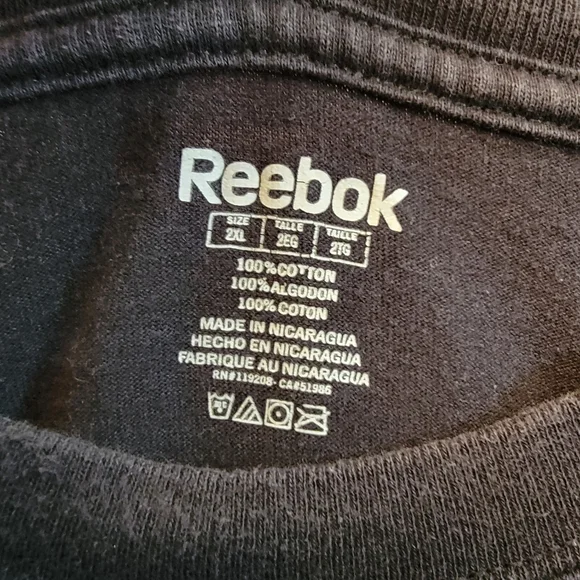 Reebok
SIZE TALLE TAILLE
2XL 2EG 2TG
100%COTTON
100%ALGODON
100% COTON
MADE IN NICARAGUA
HECHO EN NICARAGUA
FABRIQUE AU NICARAGUA
RN#119208- CA#51986